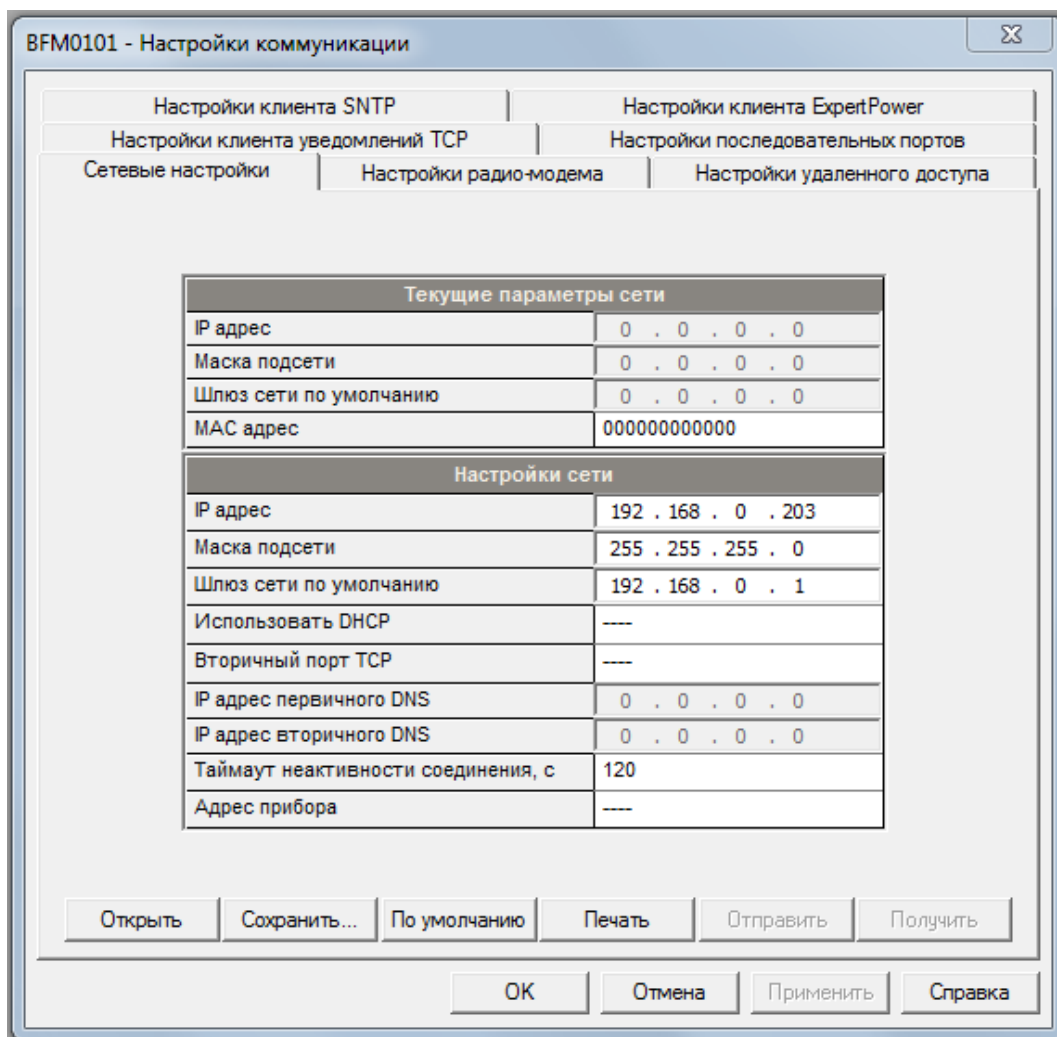 BFM0101 - Настройки коммуникации
Настройки клиента SNTP
Настройки клиента ExpertPower
Настройки клиента уведомлений TCP
Настройки последовательных портов
Сетевые настройки
Настройки радио-модема
Настройки удаленного доступа
Текущие параметры сети
IP адрес 0 . 0 . 0 . 0
Маска подсети 0 . 0 . 0 . 0
Шлюз сети по умолчанию 0 . 0 . 0 . 0
MAC адрес 000000000000
Настройки сети
IP адрес 192 . 168 . 0 . 203
Маска подсети 255 . 255 . 255 . 0
Шлюз сети по умолчанию 192 . 168 . 0 . 1
Использовать DHCP ----
Вторичный порт TCP ----
IP адрес первичного DNS 0 . 0 . 0 . 0
IP адрес вторичного DNS 0 . 0 . 0 . 0
Таймаут неактивности соединения, с 120
Адрес прибора ----
Открыть Сохранить... По умолчанию Печать Отправить Получить
OK Отмена Применить Справка